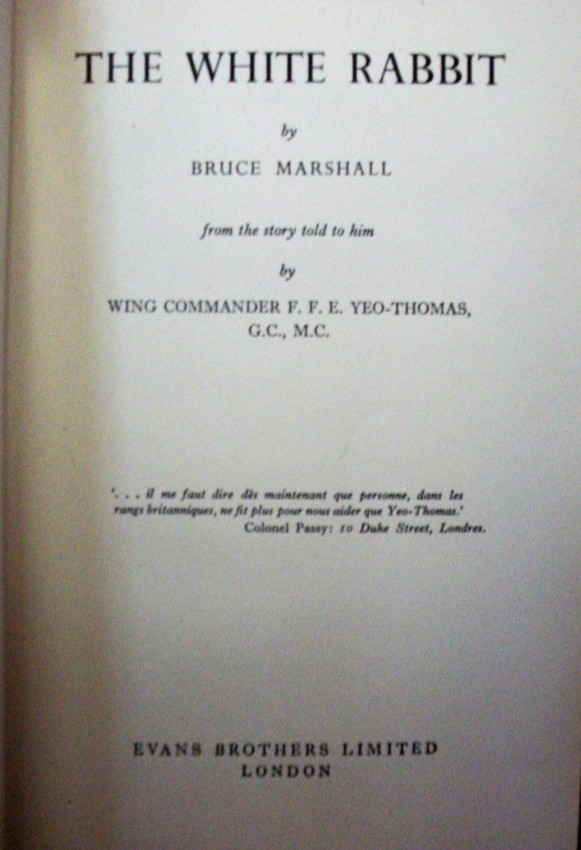 THE WHITE RABBIT
by
BRUCE MARSHALL
from the story told to him
by
WING COMMANDER F. F. E. YEO-THOMAS,
G.C., M.C.
'. . . il me faut dire dès maintenant que personne, dans les
rangs britanniques, ne fit plus pour nous aider que Yeo-Thomas.'
Colonel Passy: 10 Duke Street, Londres.
EVANS BROTHERS LIMITED
LONDON